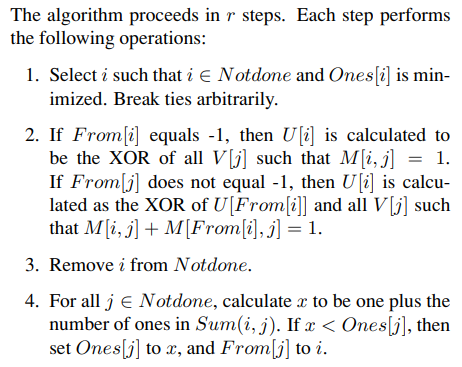 The algorithm proceeds in r steps. Each step performs
the following operations:
1. Select i such that i ∈ Notdone and Ones[i] is min-
imized. Break ties arbitrarily.
2. If From[i] equals -1, then U[i] is calculated to
be the XOR of all V[j] such that M[i, j] = 1.
If From[j] does not equal -1, then U[i] is calcu-
lated as the XOR of U[From[i]] and all V[j] such
that M[i, j] + M[From[i], j] = 1.
3. Remove i from Notdone.
4. For all j ∈ Notdone, calculate x to be one plus the
number of ones in Sum(i, j). If x < Ones[j], then
set Ones[j] to x, and From[j] to i.